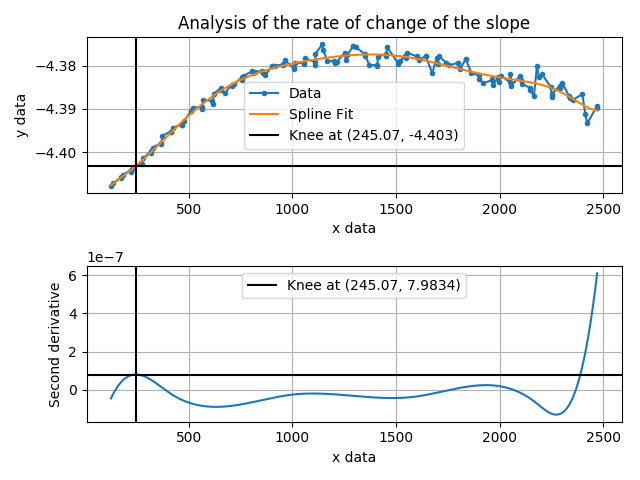 Analysis of the rate of change of the slope
y data
−4.38
−4.39
−4.40
Data
Spline Fit
Knee at (245.07, -4.403)
500 1000 1500 2000 2500
x data
1e−7
Second derivative
6
4
2
0
Knee at (245.07, 7.9834)
500 1000 1500 2000 2500
x data